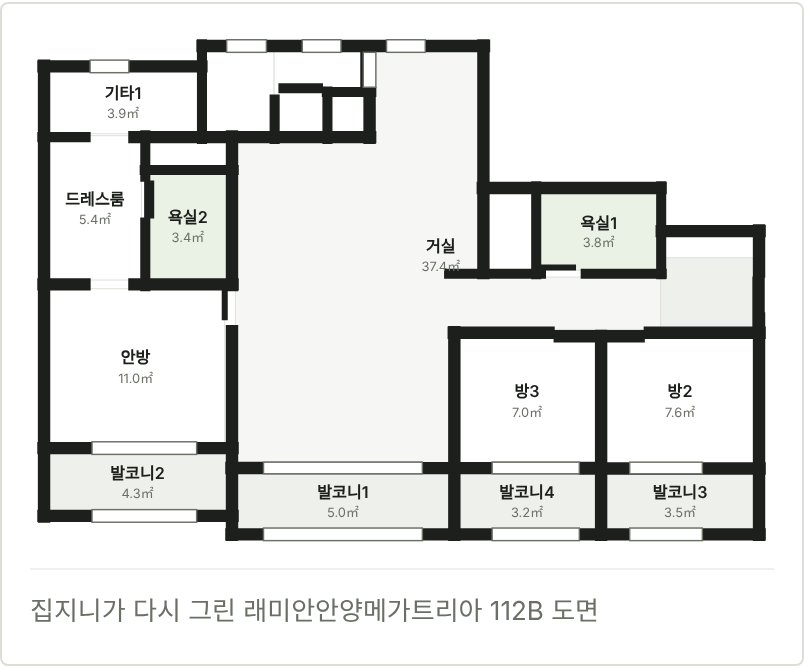 기타1
3.9㎡
드레스룸
5.4㎡
욕실2
3.4㎡
거실
37.4㎡
욕실1
3.8㎡
안방
11.0㎡
방3
7.0㎡
방2
7.6㎡
발코니2
4.3㎡
발코니1
5.0㎡
발코니4
3.2㎡
발코니3
3.5㎡
집지니가 다시 그린 래미안안양메가트리아 112B 도면